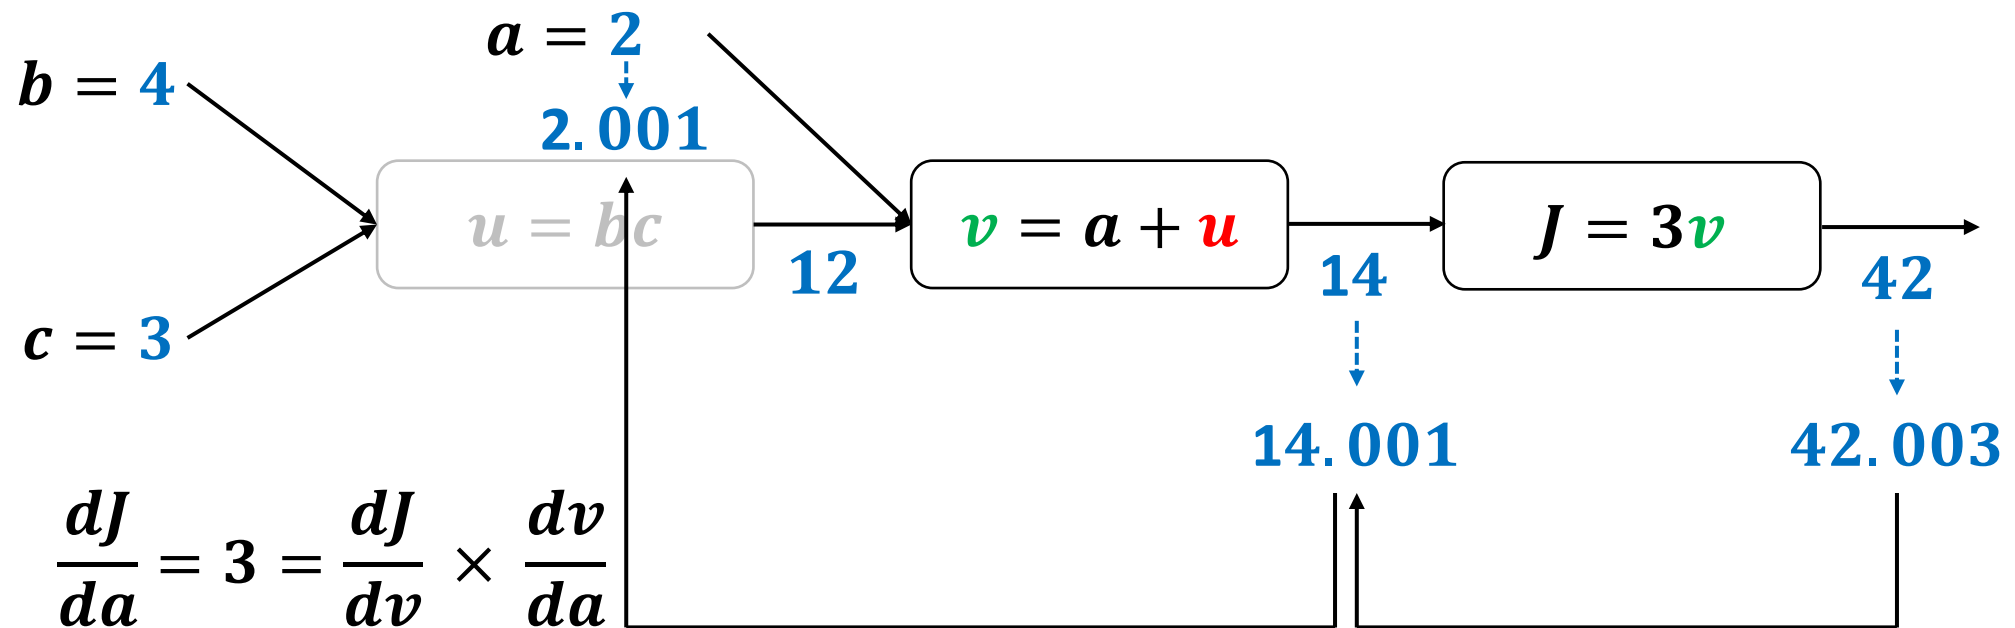 a = 2
b = 4
2.001
u = bc
v = a + u
J = 3v
12
14
42
c = 3
14.001
42.003
dJ/da = 3 = dJ/dv × dv/da